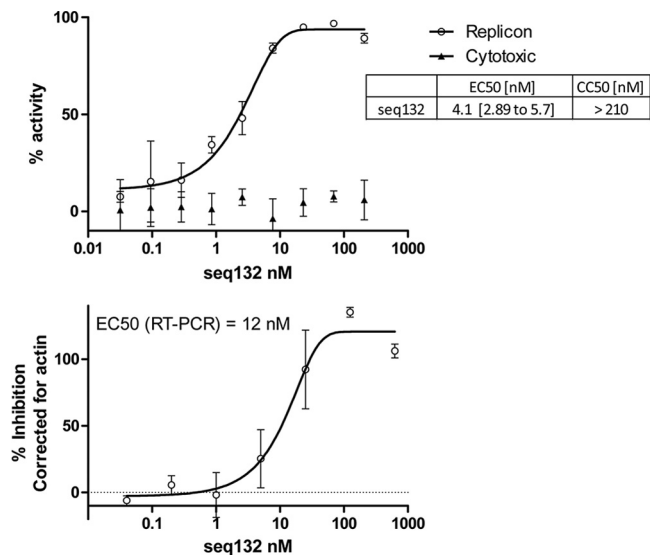 Replicon
Cytotoxic
EC50 [nM] CC50 [nM]
seq132 4.1 [2.89 to 5.7] >210
% activity
100
50
0
0.01 0.1 1 10 100 1000
seq132 nM
EC50 (RT-PCR) = 12 nM
% Inhibition
Corrected for actin
100
50
0
0.1 1 10 100 1000
seq132 nM